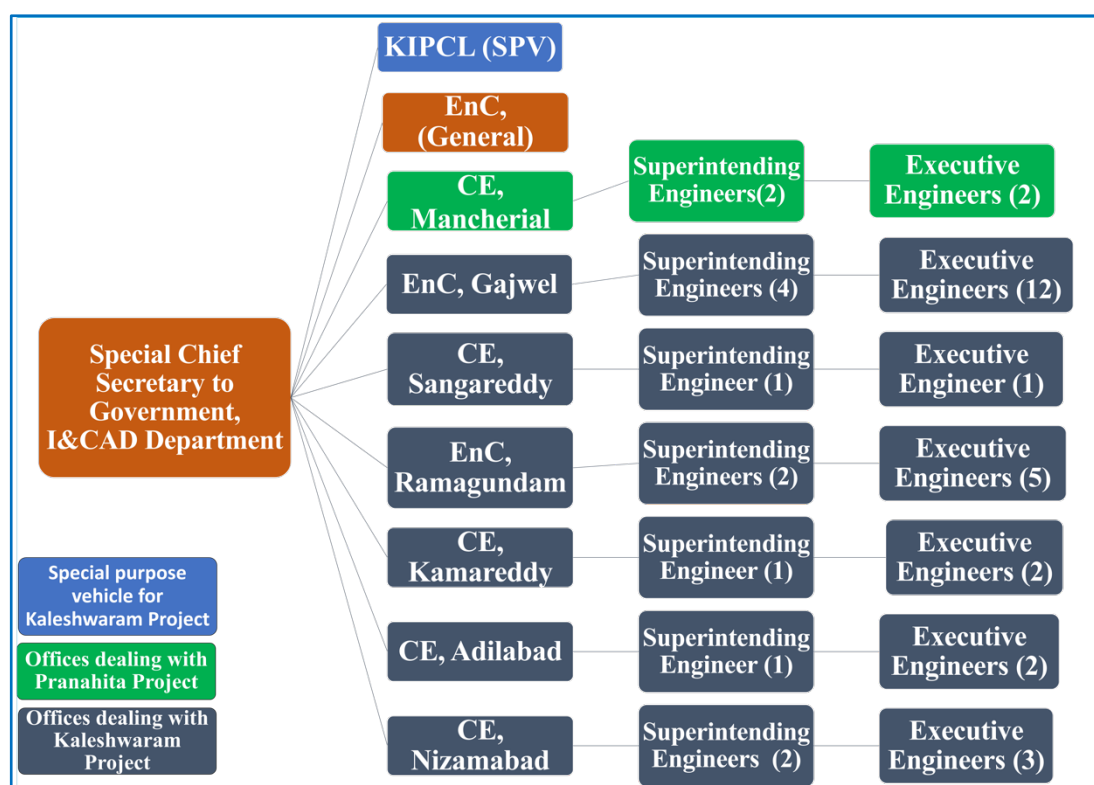 KIPCL (SPV)
EnC,
(General)
CE,
Mancherial
Superintending
Engineers(2)
Executive
Engineers (2)
EnC, Gajwel
Superintending
Engineers (4)
Executive
Engineers (12)
Special Chief
Secretary to
Government,
I&CAD Department
CE,
Sangareddy
Superintending
Engineer (1)
Executive
Engineer (1)
EnC,
Ramagundam
Superintending
Engineers (2)
Executive
Engineers (5)
CE,
Kamareddy
Superintending
Engineer (1)
Executive
Engineers (2)
CE, Adilabad
Superintending
Engineer (1)
Executive
Engineers (2)
CE,
Nizamabad
Superintending
Engineers (2)
Executive
Engineers (3)
Special purpose
vehicle for
Kaleshwaram Project
Offices dealing with
Pranahita Project
Offices dealing with
Kaleshwaram
Project